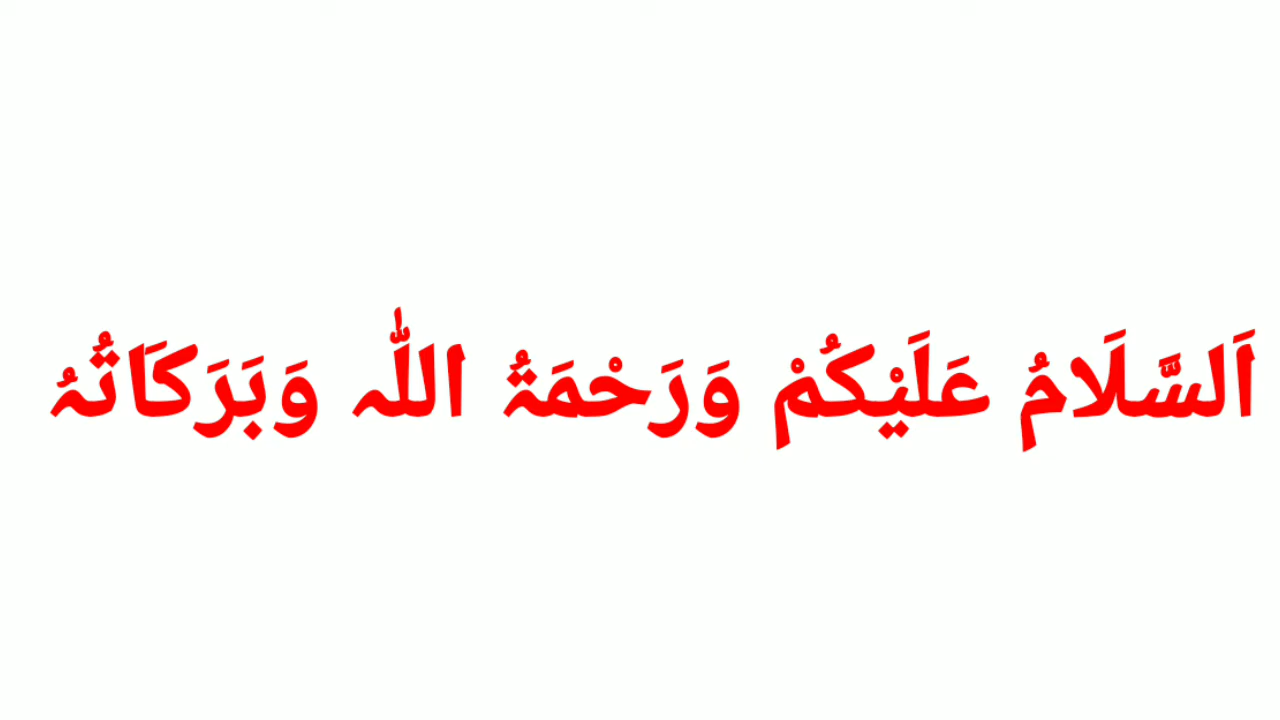 اَلسَّلَامُ عَلَيْكُمْ وَرَحْمَۃُ اللّٰہ وَبَرَكَاتُہُ